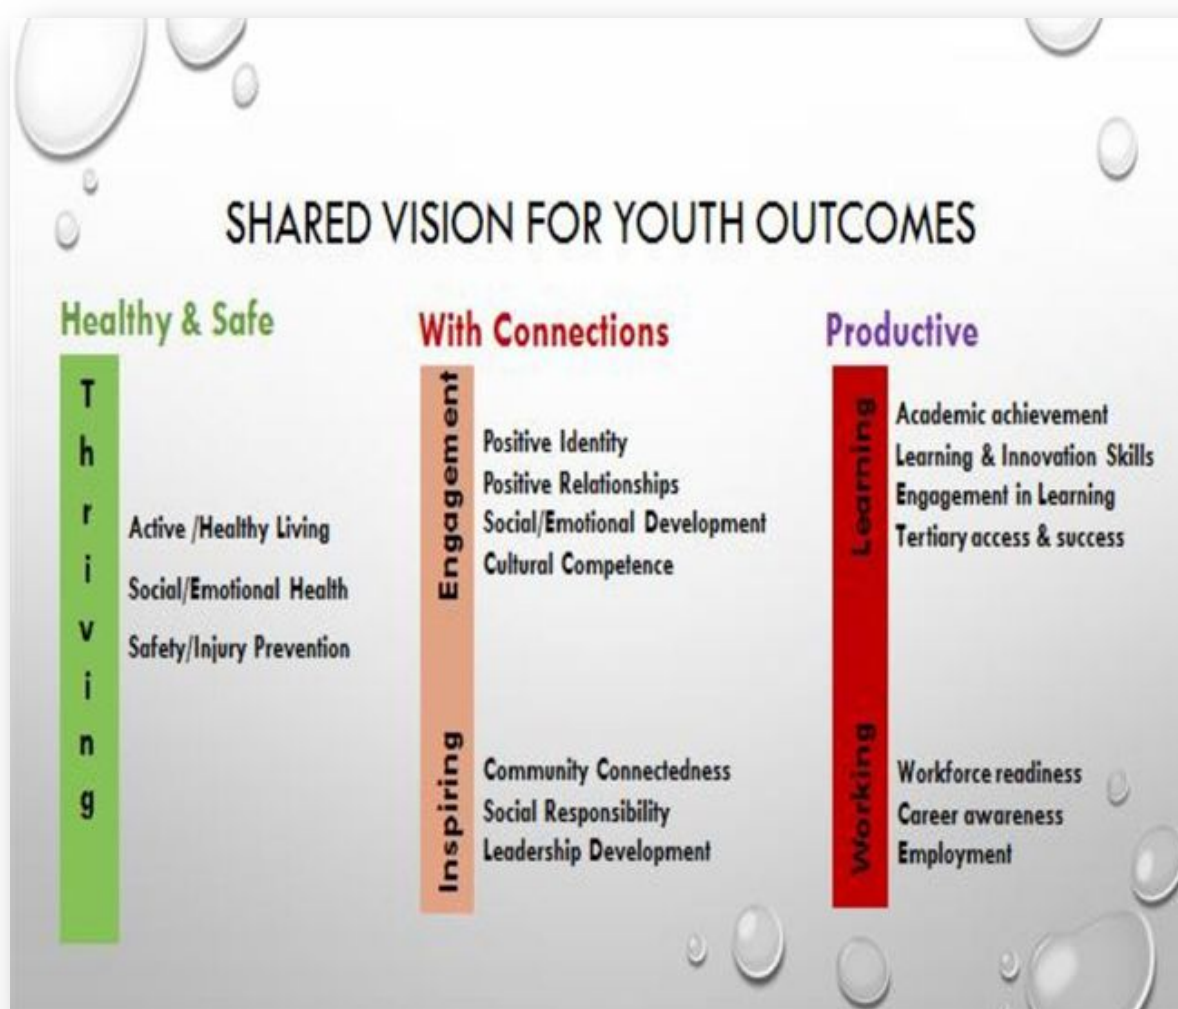 SHARED VISION FOR YOUTH OUTCOMES
Healthy & Safe
Thriving
Active /Healthy Living
Social/Emotional Health
Safety/Injury Prevention
With Connections
Engagement
Positive Identity
Positive Relationships
Social/Emotional Development
Cultural Competence
Inspiring
Community Connectedness
Social Responsibility
Leadership Development
Productive
Learning
Academic achievement
Learning & Innovation Skills
Engagement in Learning
Tertiary access & success
Working
Workforce readiness
Career awareness
Employment